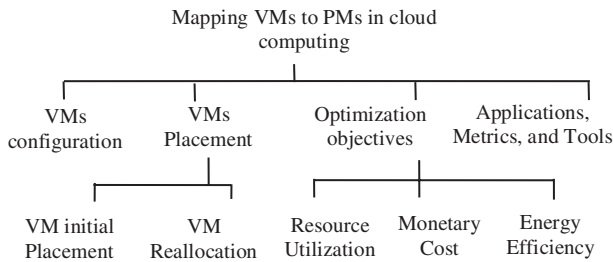 Mapping VMs to PMs in cloud
computing
VMs
configuration
VMs
Placement
Optimization
objectives
Applications,
Metrics, and Tools
VM initial
Placement
VM
Reallocation
Resource
Utilization
Monetary
Cost
Energy
Efficiency